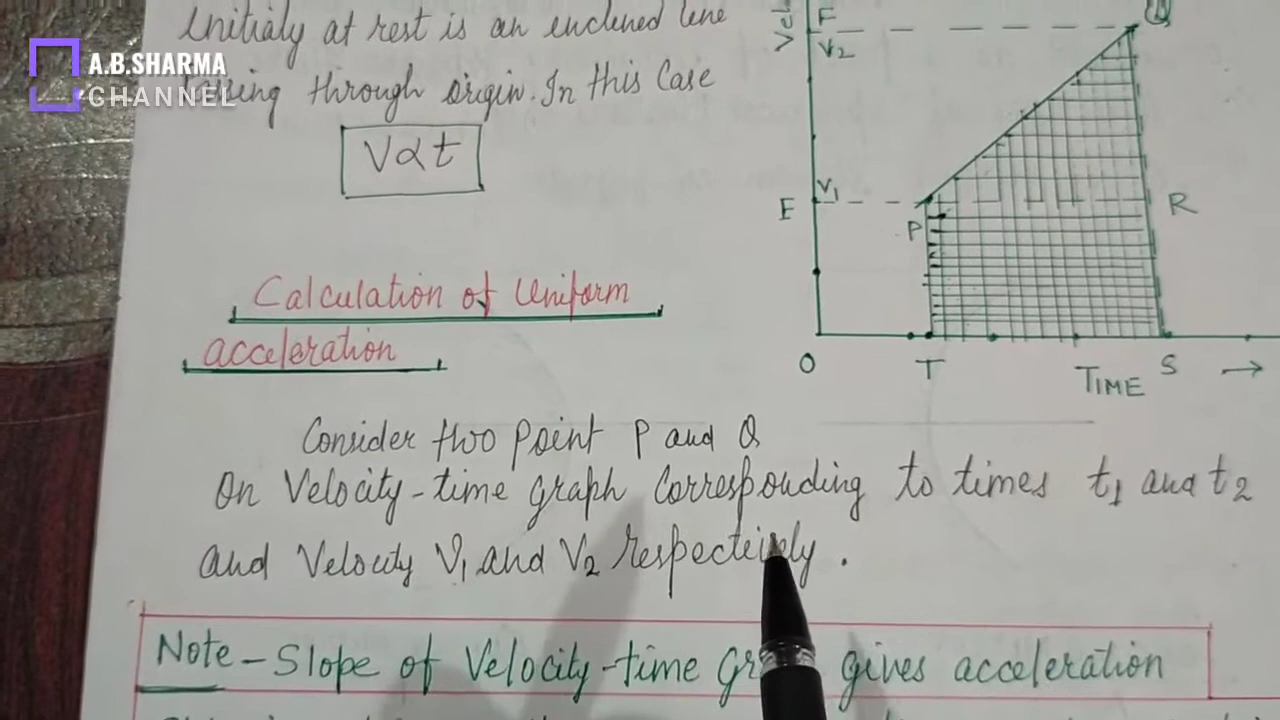 Initialy at rest is an enclined line
A.B.SHARMA
CHANNEL
through origin. In this Case
V∝t
Calculation of Uniform
acceleration
F
V2
Q
E
V1
P
R
O
T
TIME
S
Consider two Point P and Q
On Velocity-time graph Corresponding to times t1 and t2
and Velocity V1 and V2 respectively.
Note - Slope of Velocity-time gives acceleration